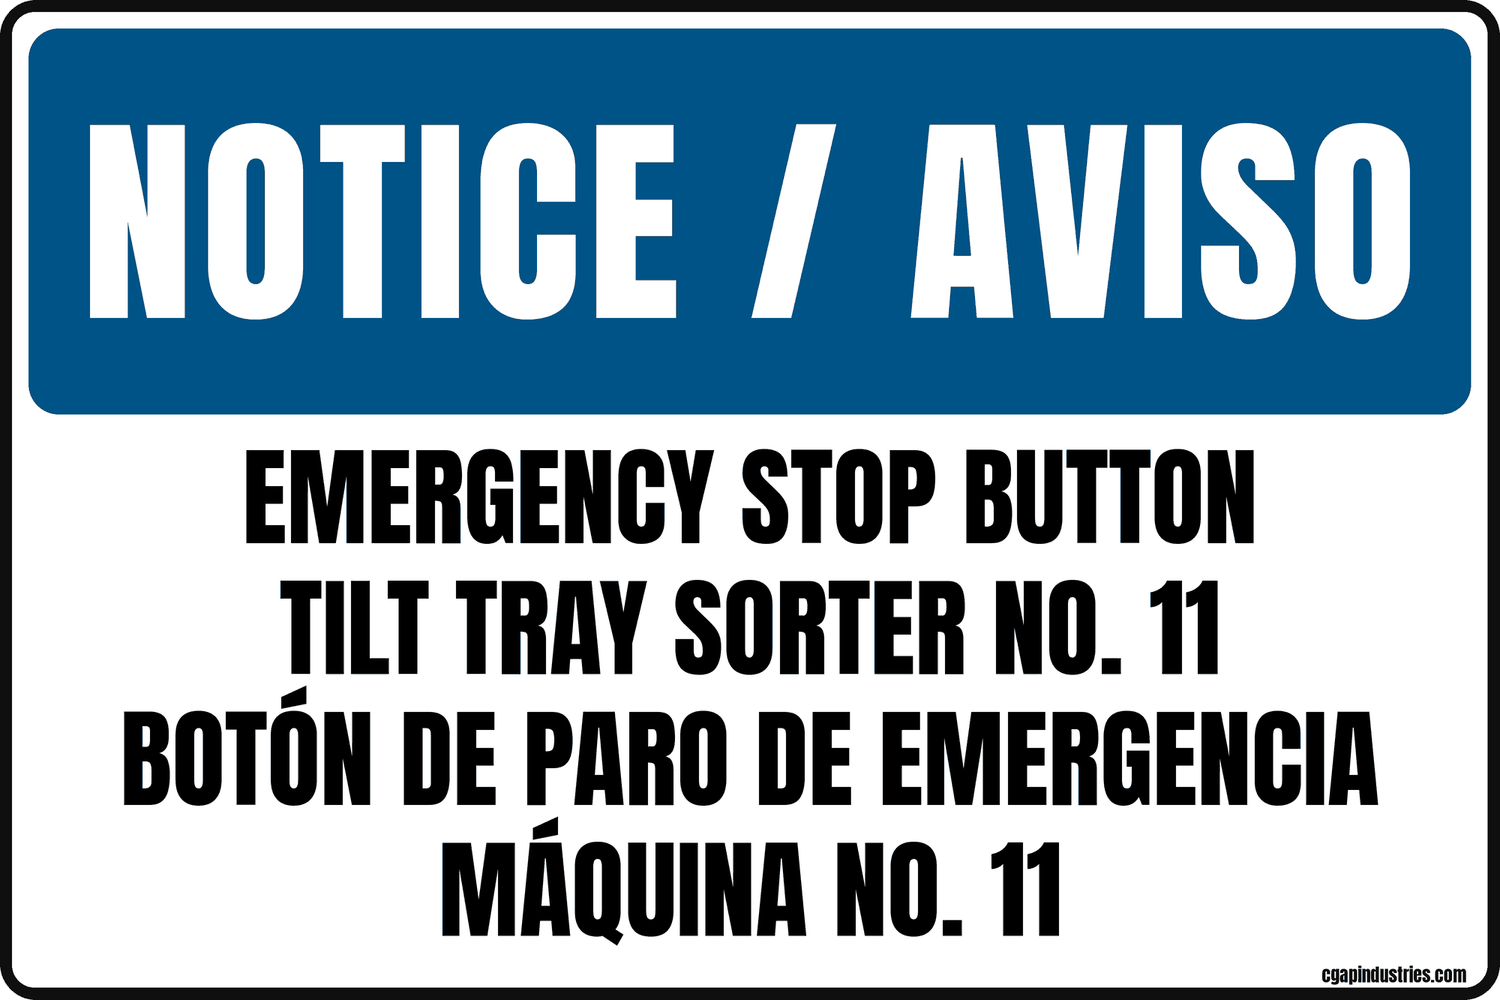 NOTICE / AVISO
EMERGENCY STOP BUTTON
TILT TRAY SORTER NO. 11
BOTÓN DE PARO DE EMERGENCIA
MÁQUINA NO. 11
cgapindustries.com